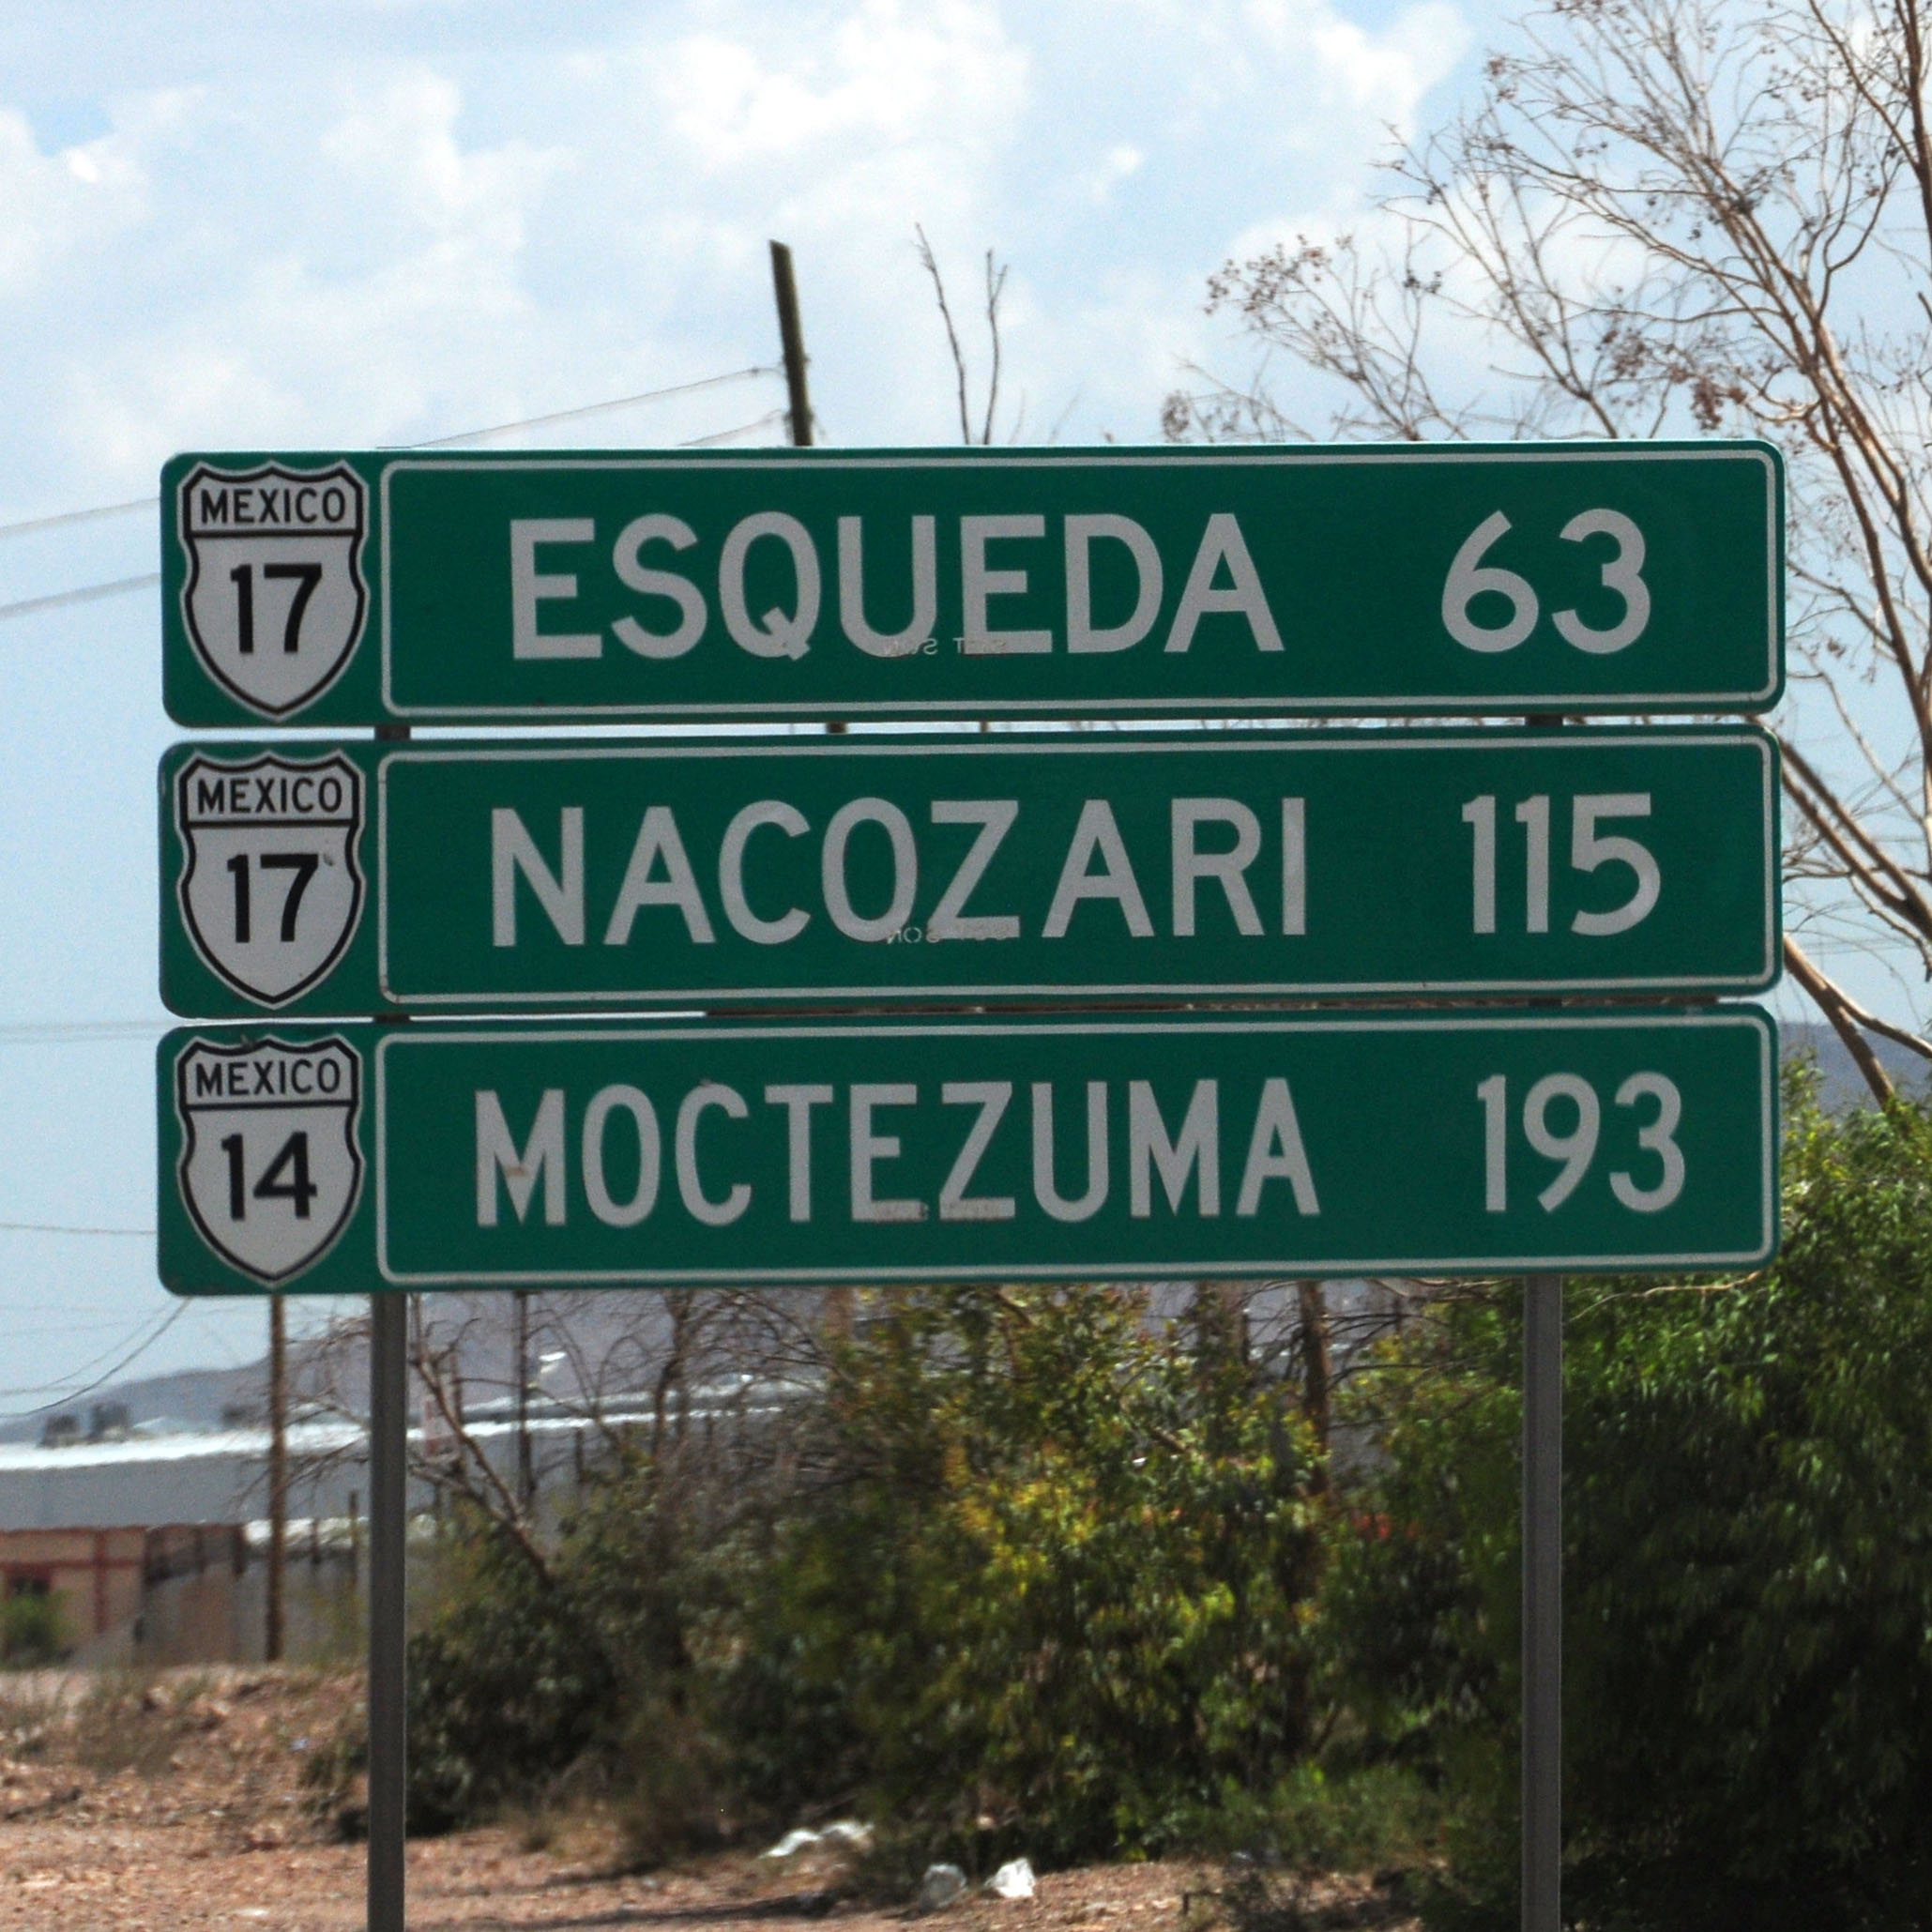 MEXICO
17
ESQUEDA 63
MEXICO
17
NACOZARI 115
MEXICO
14
MOCTEZUMA 193